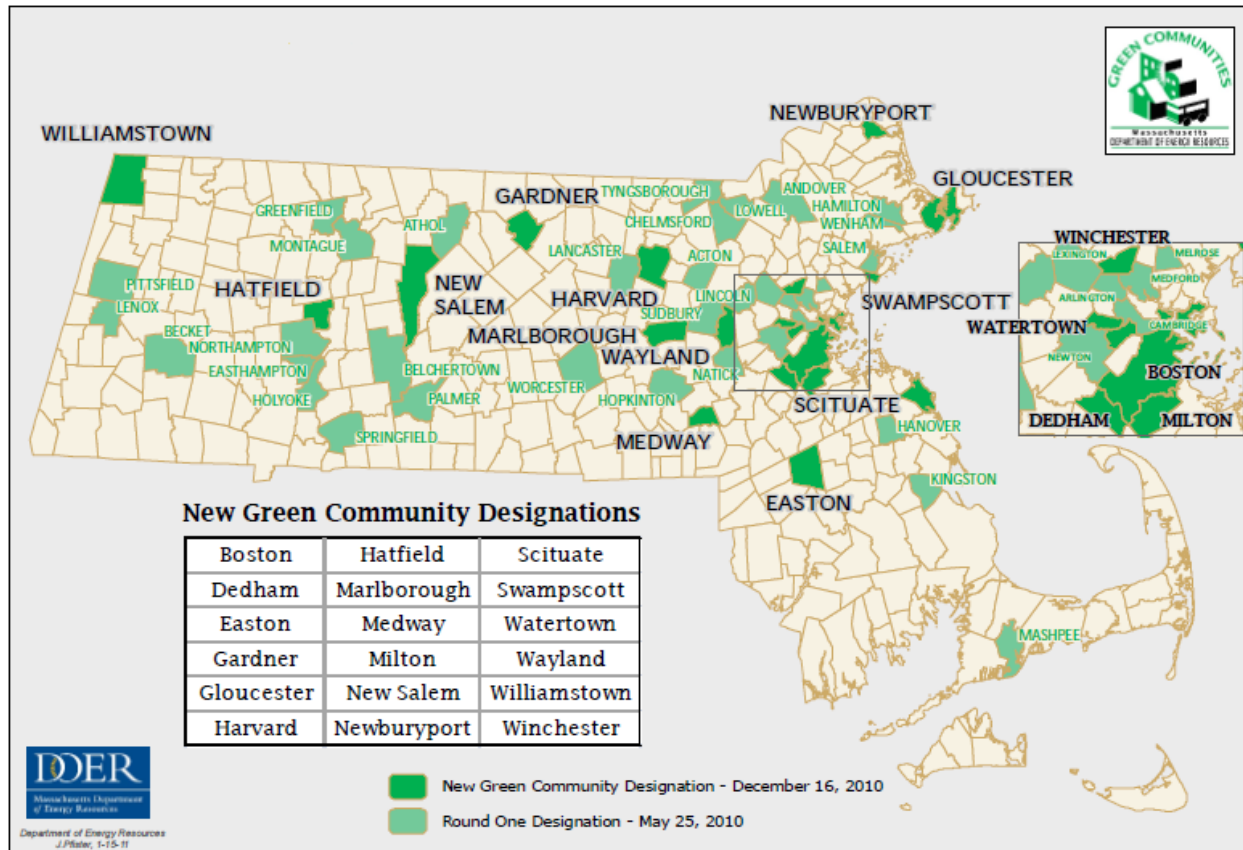 GREEN COMMUNITIES
Massachusetts
DEPARTMENT OF ENERGY RESOURCES
WILLIAMSTOWN
NEWBURYPORT
GLOUCESTER
GARDNER
TYNGSBOROUGH
ANDOVER
HAMILTON
WENHAM
GREENFIELD
ATHOL
CHELMSFORD
LOWELL
MONTAGUE
LANCASTER
ACTON
SALEM
WINCHESTER
LEXINGTON
MELROSE
MEDFORD
PITTSFIELD
HATFIELD
NEW
SALEM
HARVARD
LINCOLN
SWAMPSCOTT
ARLINGTON
LENOX
SUDBURY
WATERTOWN
CAMBRIDGE
BECKET
NORTHAMPTON
MARLBOROUGH
WAYLAND
NEWTON
EASTHAMPTON
BELCHERTOWN
WORCESTER
NATICK
BOSTON
HOLYOKE
PALMER
HOPKINTON
SCITUATE
DEDHAM
MILTON
SPRINGFIELD
MEDWAY
HANOVER
EASTON
KINGSTON
MASHPEE
New Green Community Designations
Boston Hatfield Scituate
Dedham Marlborough Swampscott
Easton Medway Watertown
Gardner Milton Wayland
Gloucester New Salem Williamstown
Harvard Newburyport Winchester
New Green Community Designation - December 16, 2010
Round One Designation - May 25, 2010
DOER
Massachusetts Department
of Energy Resources
Department of Energy Resources
J.Pfister, 1-15-11